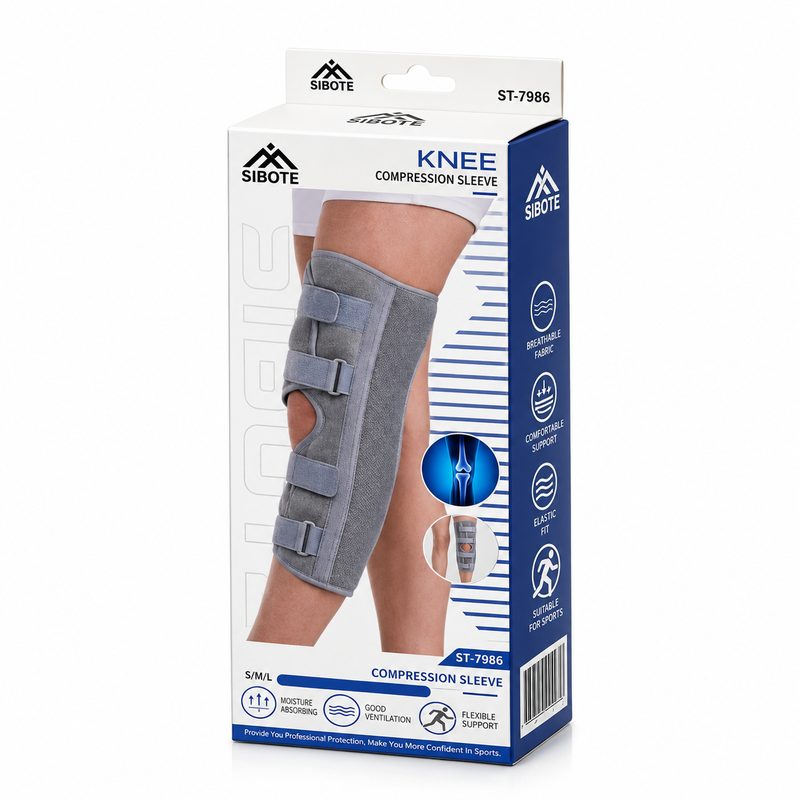 SIBOTE
ST-7986
SIBOTE
SIBOTE
KNEE
COMPRESSION SLEEVE
SIBOTE
BREATHABLE
FABRIC
COMFORTABLE
SUPPORT
ELASTIC
FIT
SUITABLE
FOR SPORTS
ST-7986
S/M/L
COMPRESSION SLEEVE
MOISTURE
ABSORBING
GOOD
VENTILATION
FLEXIBLE
SUPPORT
Provide You Professional Protection, Make You More Confident In Sports.